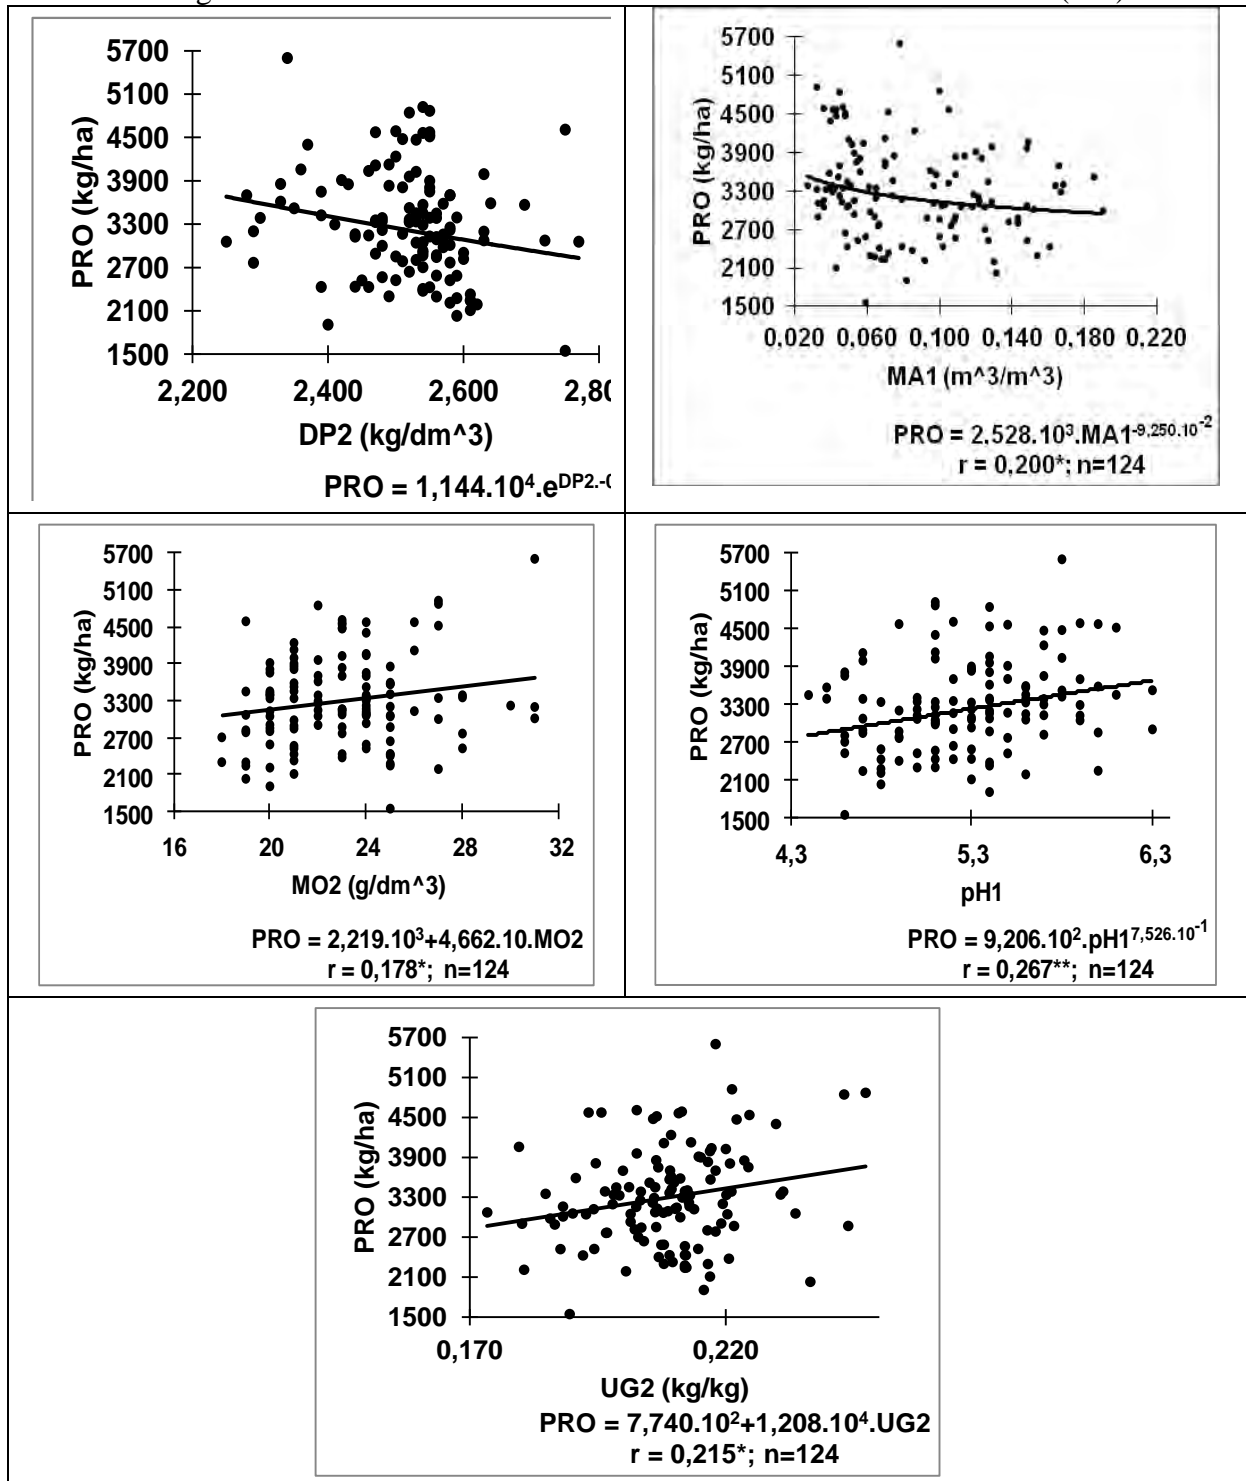 5700
5100
4500
3900
3300
2700
2100
1500
PRO (kg/ha)
2,200 2,400 2,600 2,80
DP2 (kg/dm^3)
PRO = 1,144.10⁴.e^DP2.-0
5700
5100
4500
3900
3300
2700
2100
1500
PRO (kg/ha)
0,020 0,060 0,100 0,140 0,180 0,220
MA1 (m^3/m^3)
PRO = 2,528.10³.MA1^-9,250.10^-2
r = 0,200*; n=124
5700
5100
4500
3900
3300
2700
2100
1500
PRO (kg/ha)
16 20 24 28 32
MO2 (g/dm^3)
PRO = 2,219.10³+4,662.10.MO2
r = 0,178*; n=124
5700
5100
4500
3900
3300
2700
2100
1500
PRO (kg/ha)
4,3 5,3 6,3
pH1
PRO = 9,206.10².pH1^7,526.10^-1
r = 0,267**; n=124
5700
5100
4500
3900
3300
2700
2100
1500
PRO (kg/ha)
0,170 0,220
UG2 (kg/kg)
PRO = 7,740.10²+1,208.10⁴.UG2
r = 0,215*; n=124